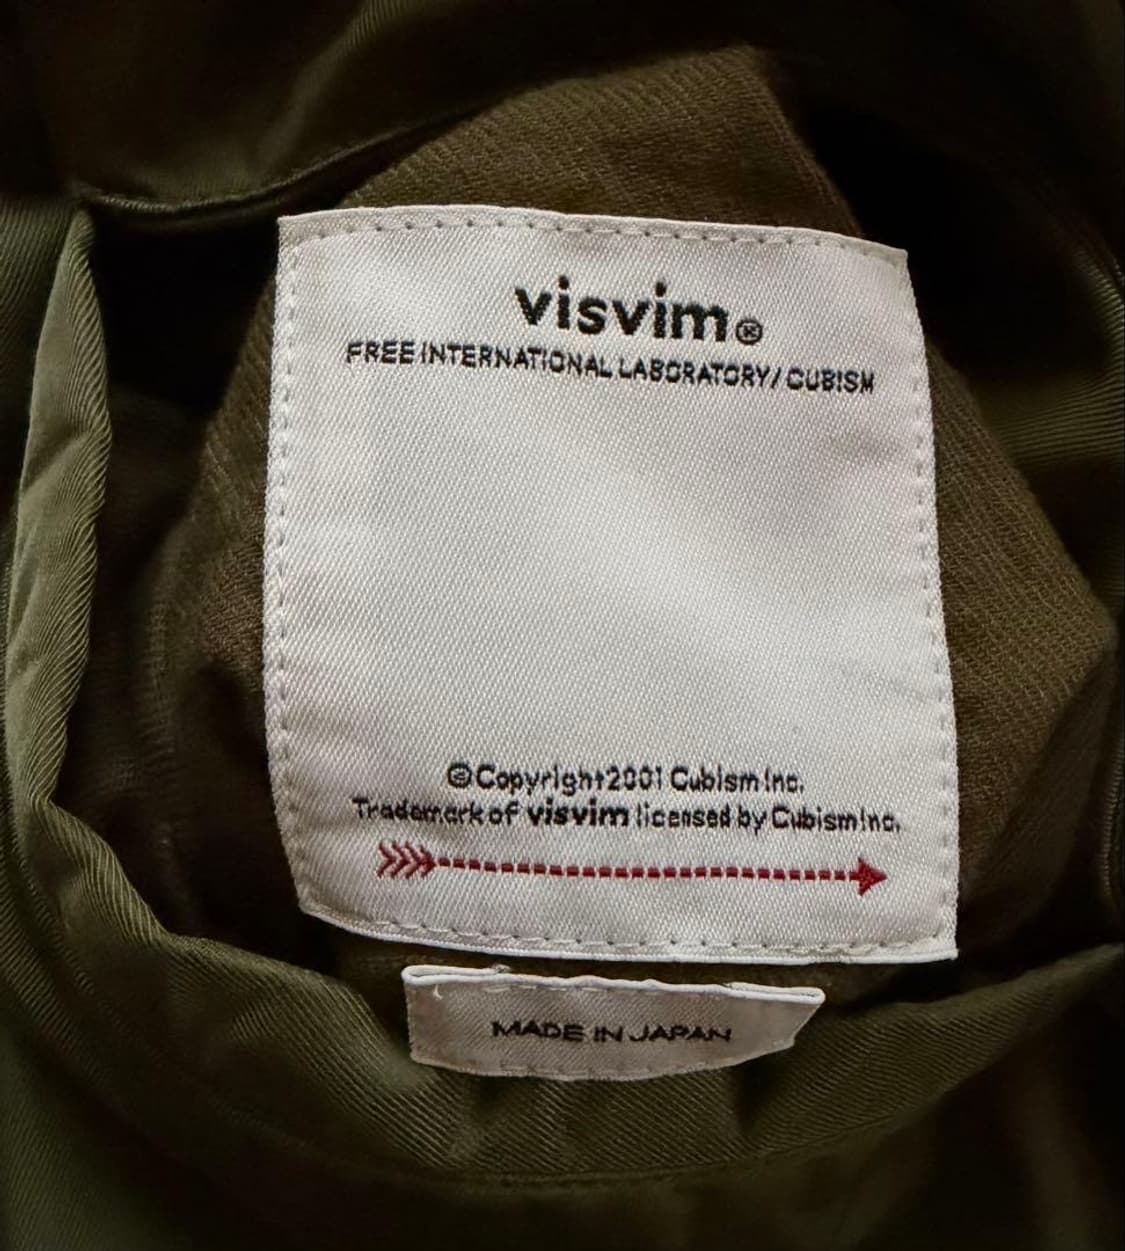 visvim®
FREE INTERNATIONAL LABORATORY/CUBISM
©Copyright2001 Cubism Inc.
Trademark of visvim licensed by Cubism Inc.
MADE IN JAPAN